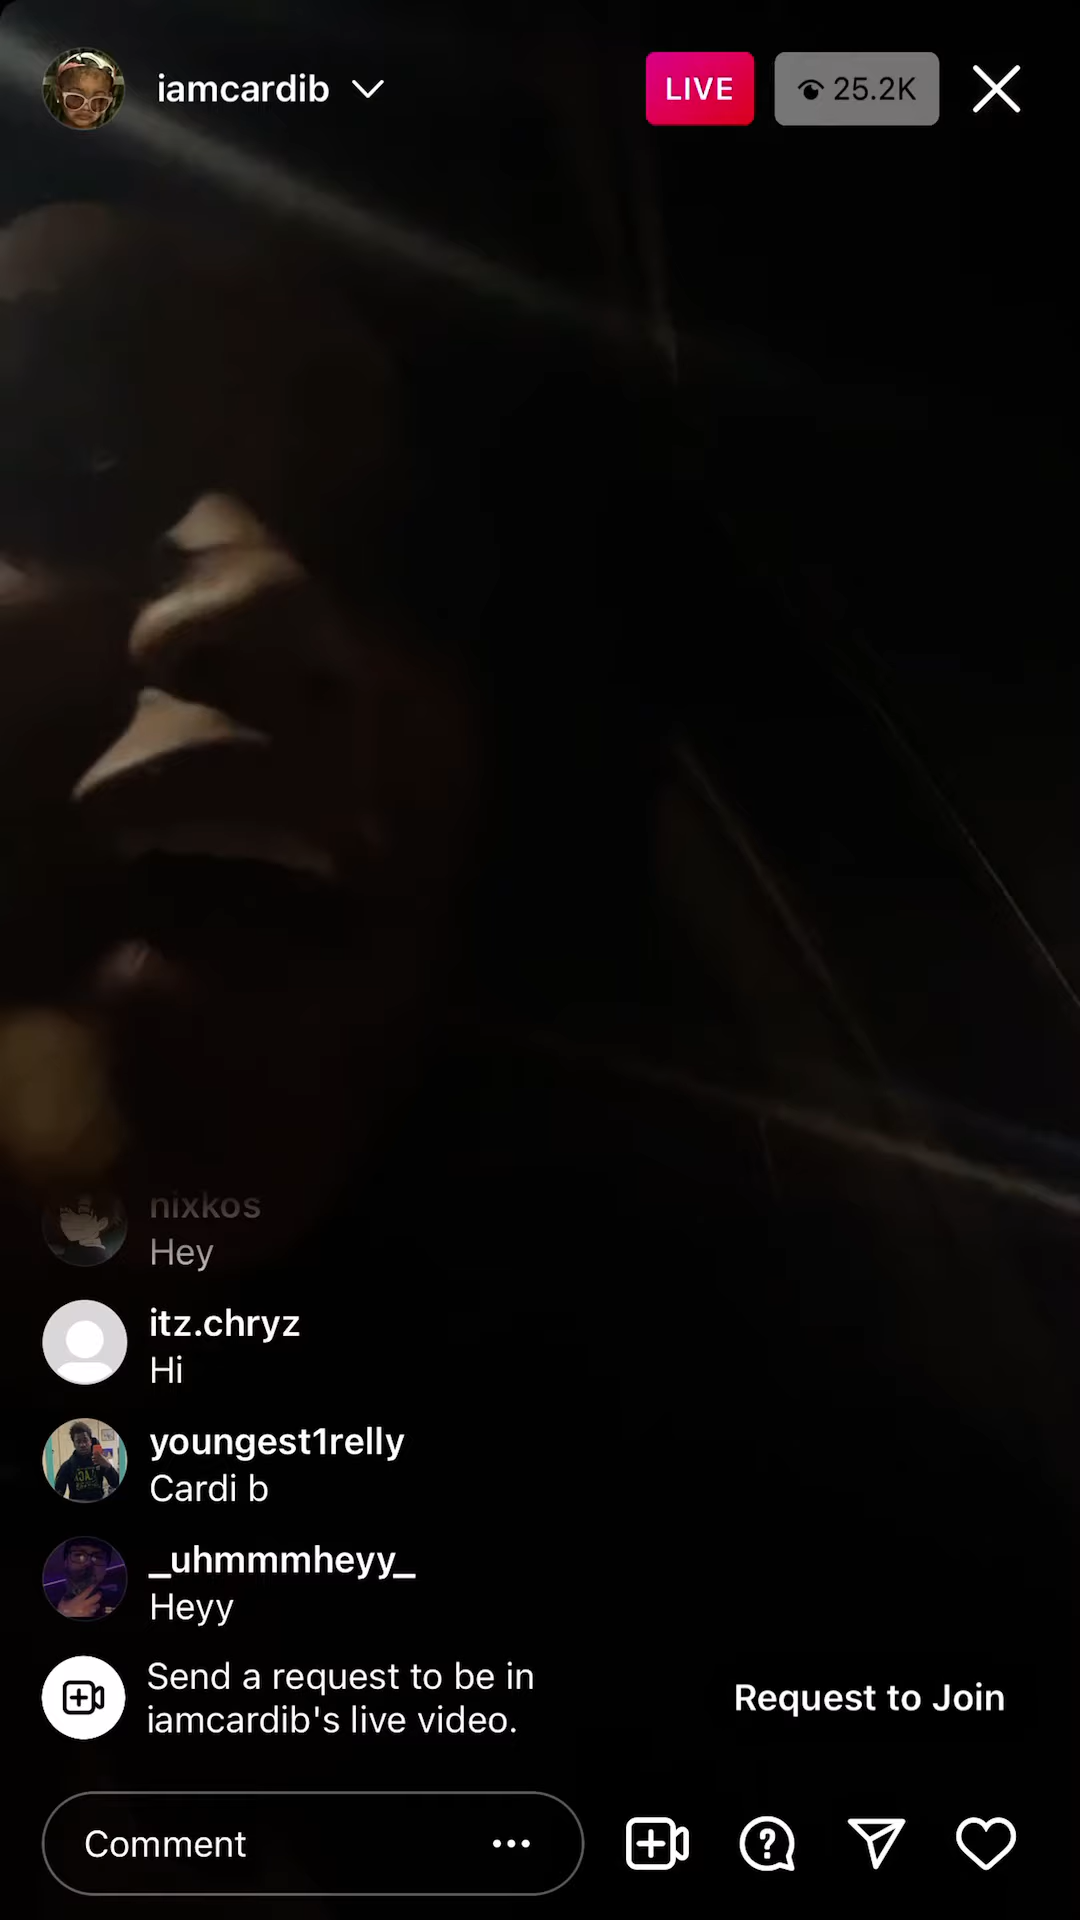 iamcardib
LIVE
25.2K
nixkos
Hey
itz.chryz
Hi
youngest1relly
Cardi b
_uhmmmheyy_
Heyy
Send a request to be in
iamcardib's live video.
Request to Join
Comment